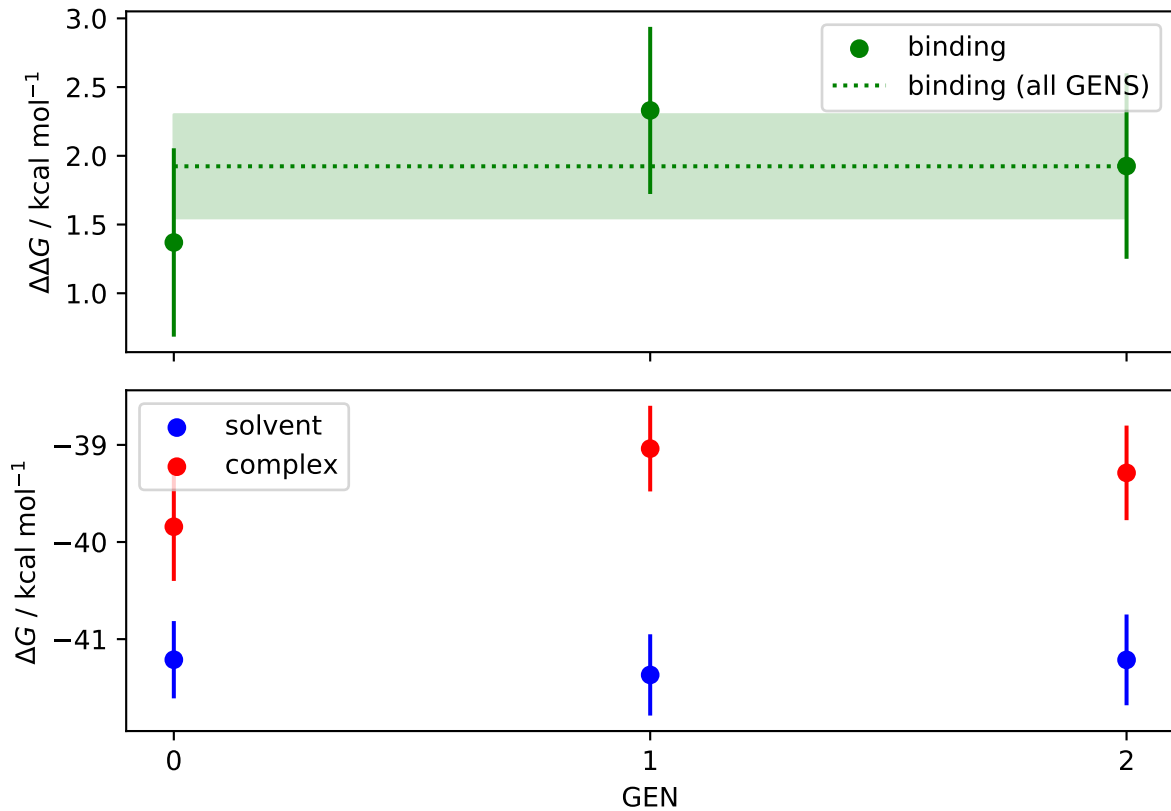 3.0
2.5
2.0
1.5
1.0
ΔΔG / kcal mol⁻¹
binding
binding (all GENS)
−39
−40
−41
ΔG / kcal mol⁻¹
solvent
complex
0 1 2
GEN